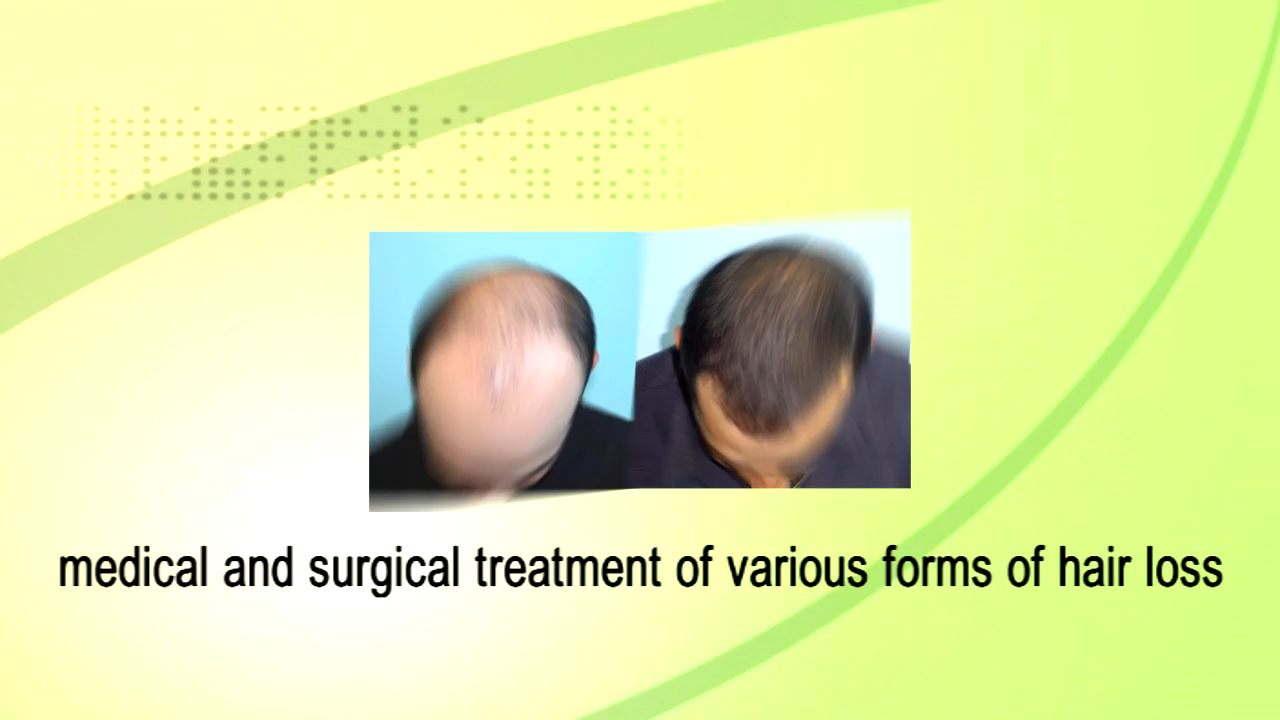 medical and surgical treatment of various forms of hair loss